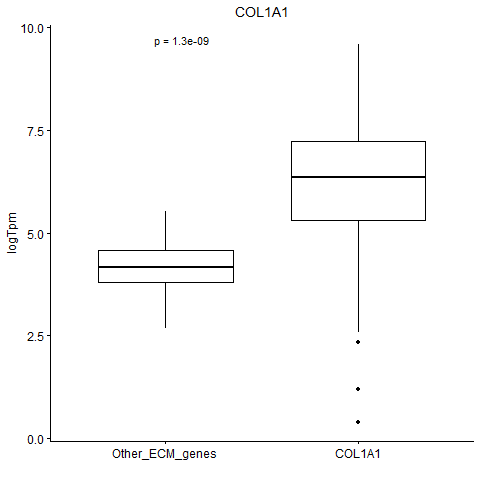 COL1A1
p = 1.3e-09
logTpm
10.0
7.5
5.0
2.5
0.0
Other_ECM_genes
COL1A1